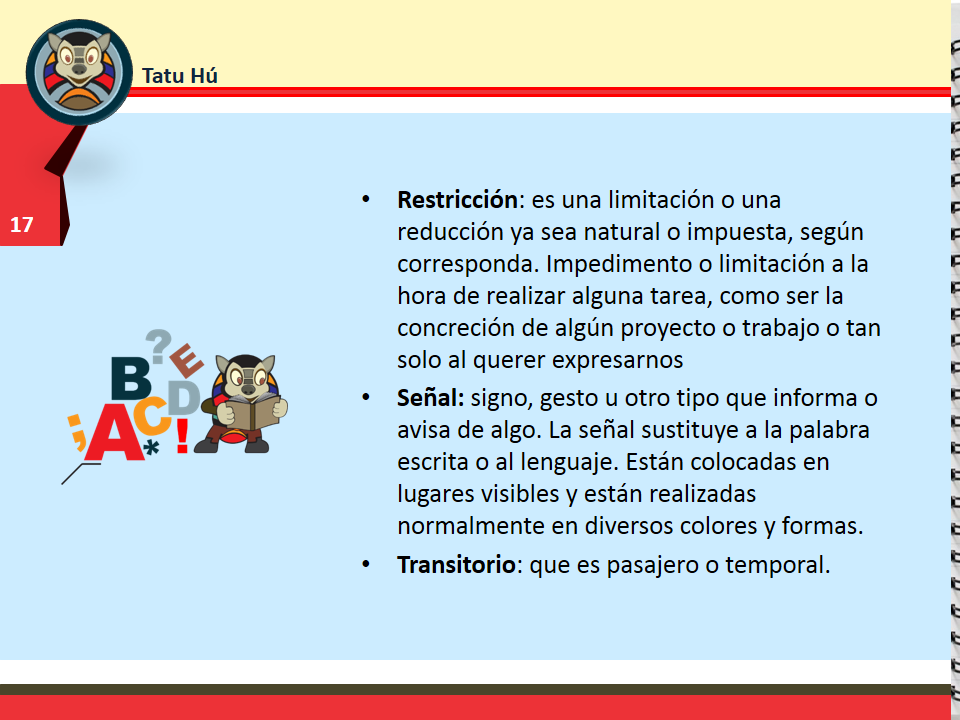 Tatu Hú
17
• Restricción: es una limitación o una
reducción ya sea natural o impuesta, según
corresponda. Impedimento o limitación a la
hora de realizar alguna tarea, como ser la
concreción de algún proyecto o trabajo o tan
solo al querer expresarnos
• Señal: signo, gesto u otro tipo que informa o
avisa de algo. La señal sustituye a la palabra
escrita o al lenguaje. Están colocadas en
lugares visibles y están realizadas
normalmente en diversos colores y formas.
• Transitorio: que es pasajero o temporal.
? E
B D
; A C * !